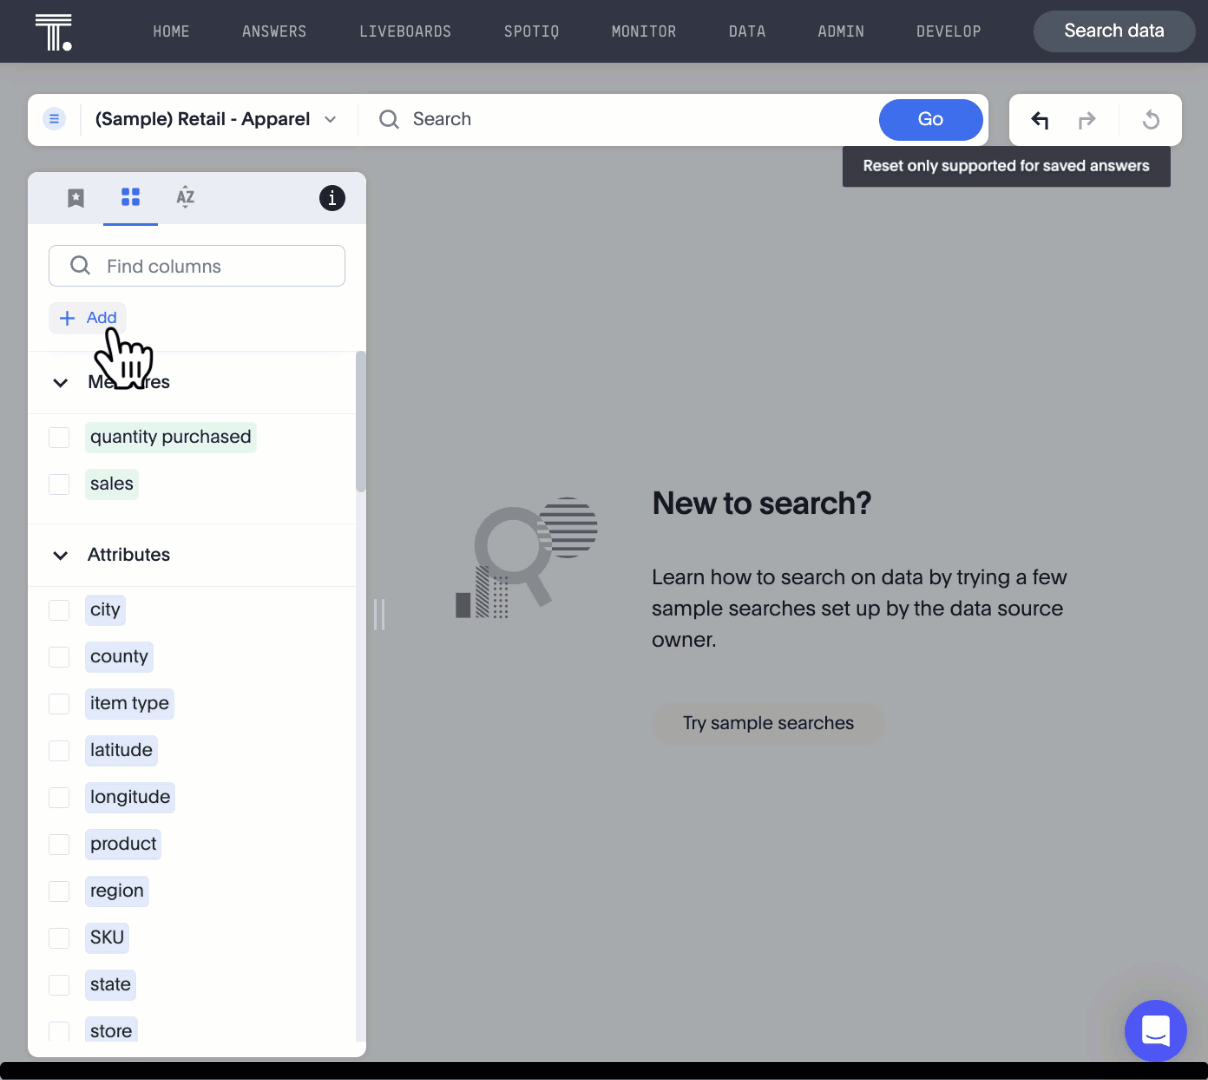 T.
HOME ANSWERS LIVEBOARDS SPOTIQ MONITOR DATA ADMIN DEVELOP Search data
(Sample) Retail - Apparel Search Go
Reset only supported for saved answers
AZ i
Find columns
+ Add
Measures
quantity purchased
sales
Attributes
city
county
item type
latitude
longitude
product
region
SKU
state
store
New to search?
Learn how to search on data by trying a few
sample searches set up by the data source
owner.
Try sample searches